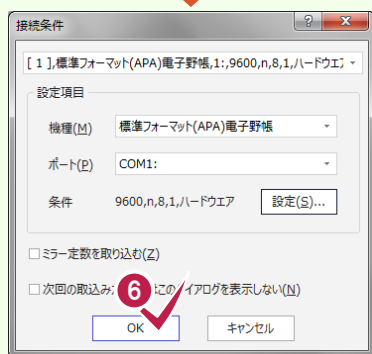 接続条件
[ 1 ],標準フォーマット(APA)電子野帳,1:,9600,n,8,1,ハードウエア
設定項目
機種(M) 標準フォーマット(APA)電子野帳
ポート(P) COM1:
条件 9600,n,8,1,ハードウエア 設定(S)...
ミラー定数を取り込む(Z)
次回の取込み このダイアログを表示しない(N)
6
OK キャンセル